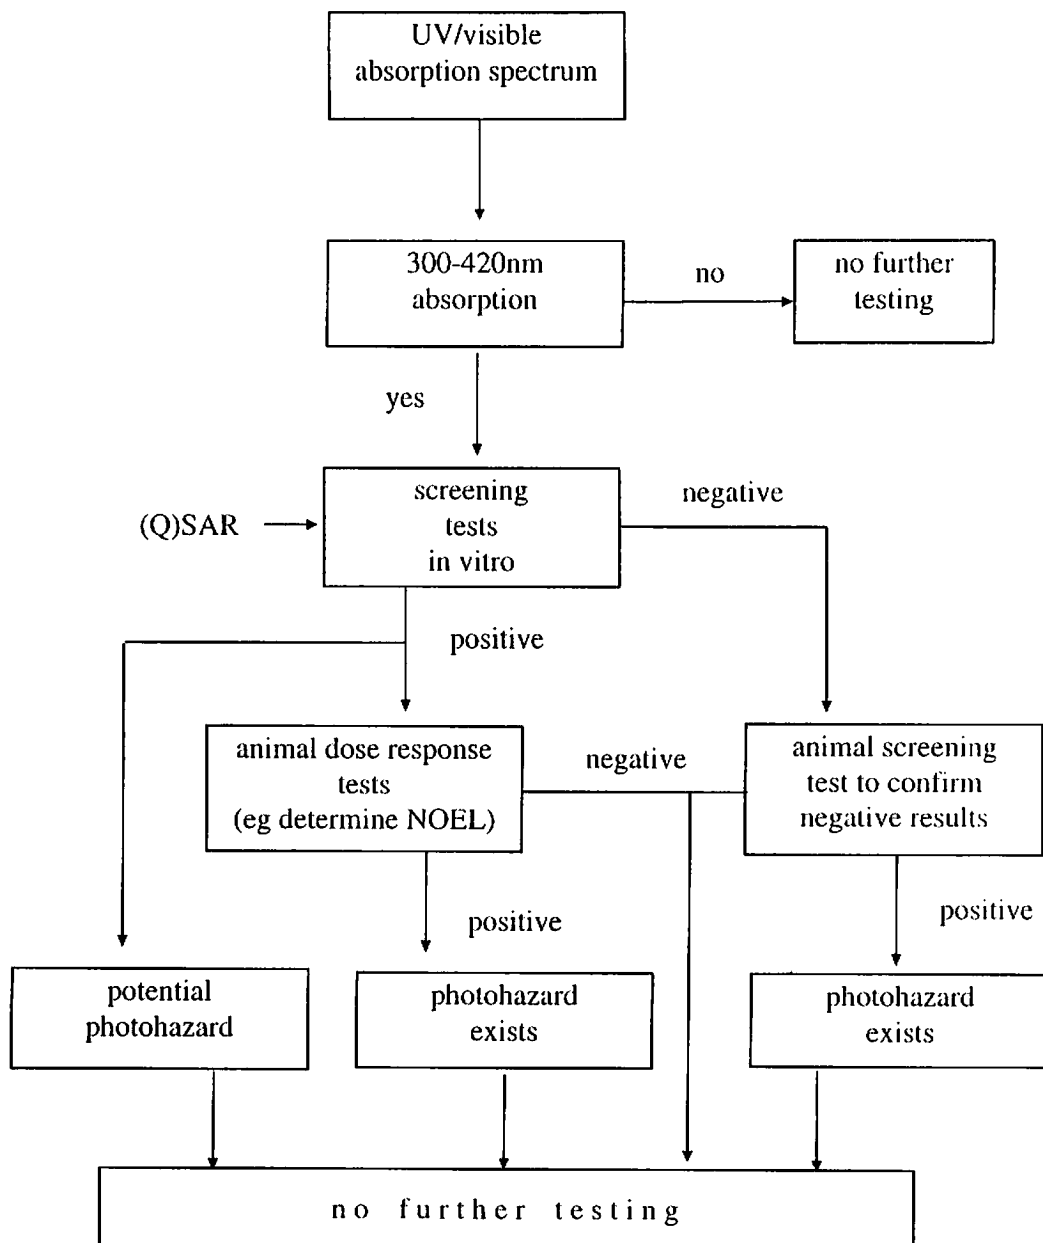 UV/visible
absorption spectrum
300-420nm
absorption
no
no further
testing
yes
screening
tests
in vitro
(Q)SAR
negative
positive
animal dose response
tests
(eg determine NOEL)
negative
animal screening
test to confirm
negative results
positive
positive
potential
photohazard
photohazard
exists
photohazard
exists
no further testing